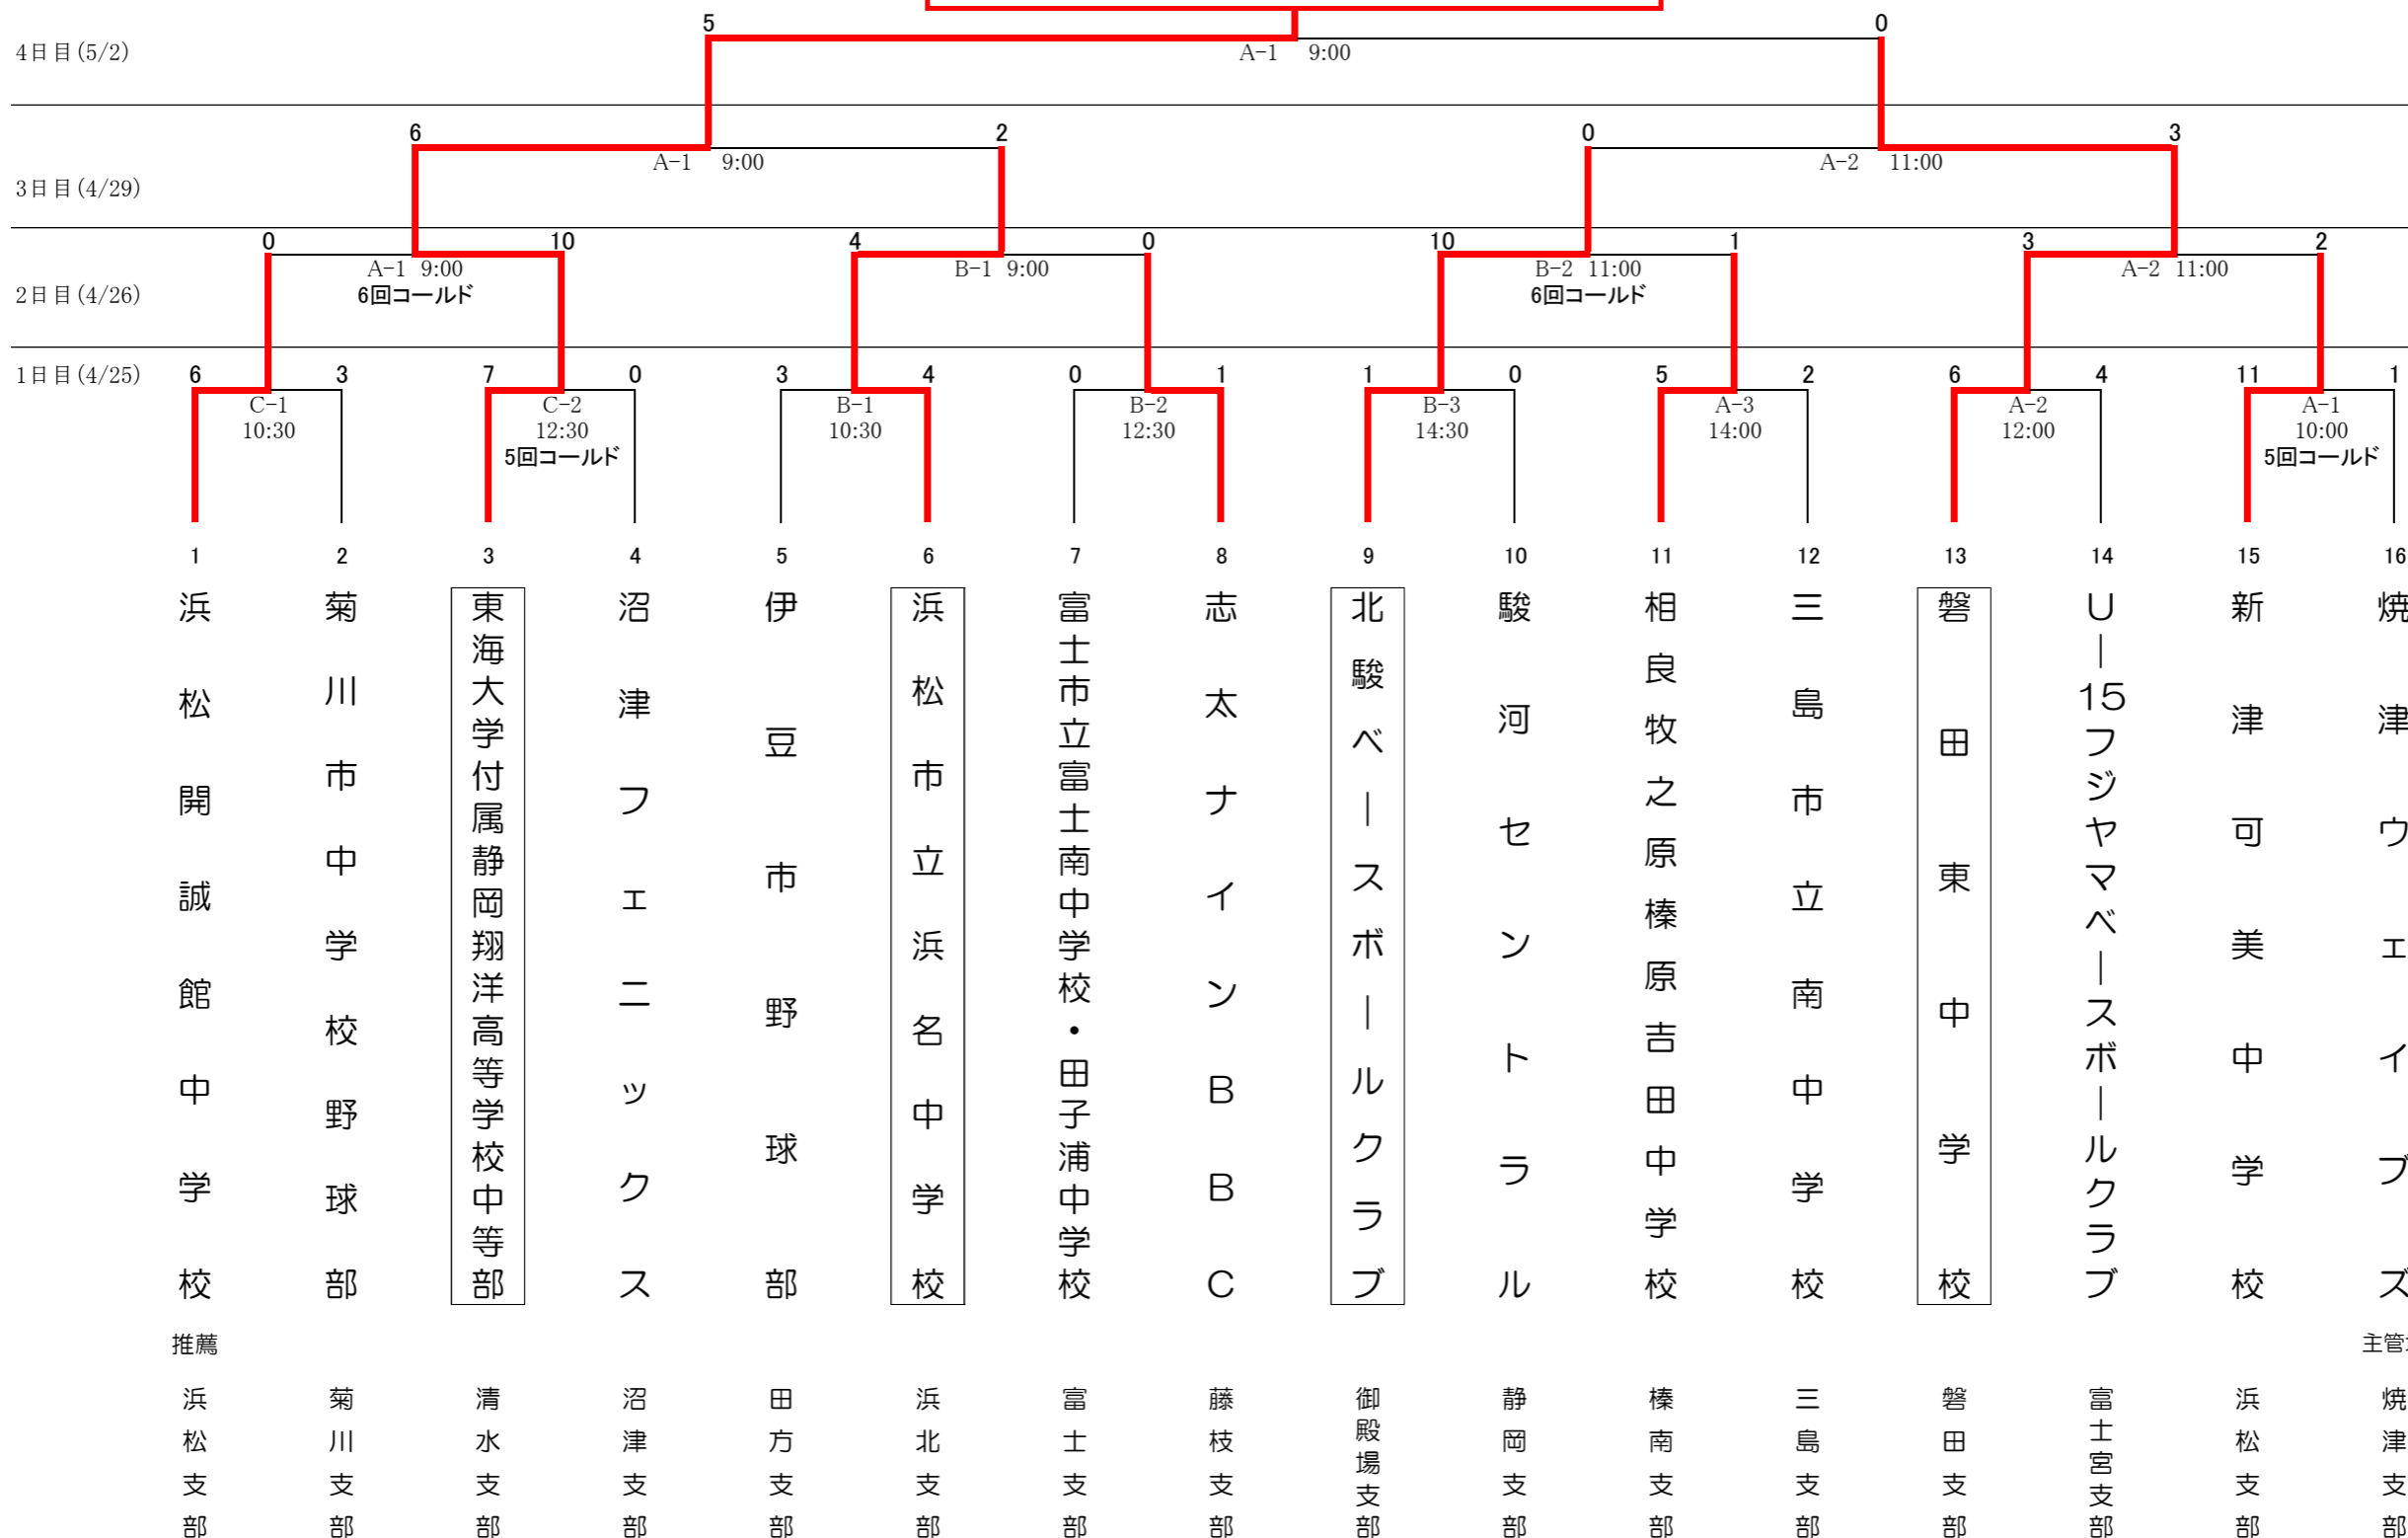 5 0
4日目(5/2) A-1 9:00
6 2 0 3
A-1 9:00 A-2 11:00
3日目(4/29)
0 10 4 0 10 1 3 2
A-1 9:00 B-1 9:00 B-2 11:00 A-2 11:00
2日目(4/26) 6回コールド 6回コールド
1日目(4/25) 6 3 7 0 3 4 0 1 1 0 5 2 6 4 11 1
C-1 C-2 B-1 B-2 B-3 A-3 A-2 A-1
10:30 12:30 10:30 12:30 14:30 14:00 12:00 10:00
5回コールド 5回コールド
1 2 3 4 5 6 7 8 9 10 11 12 13 14 15 16
浜松開誠館中学校
菊川市中学校野球部
東海大学付属静岡翔洋高等学校中等部
沼津フェニックス
伊豆市野球部
浜松市立浜名中学校
富士市立富士南中学校・田子浦中学校
志太ナインBBC
北駿ベースボールクラブ
駿河セントラル
相良牧之原榛原吉田中学校
三島市立南中学校
磐田東中学校
U-15フジヤマベースボールクラブ
新津可美中学校
焼津ウェイブズ
推薦 主管
浜松支部
菊川支部
清水支部
沼津支部
田方支部
浜北支部
富士支部
藤枝支部
御殿場支部
静岡支部
榛南支部
三島支部
磐田支部
富士宮支部
浜松支部
焼津支部